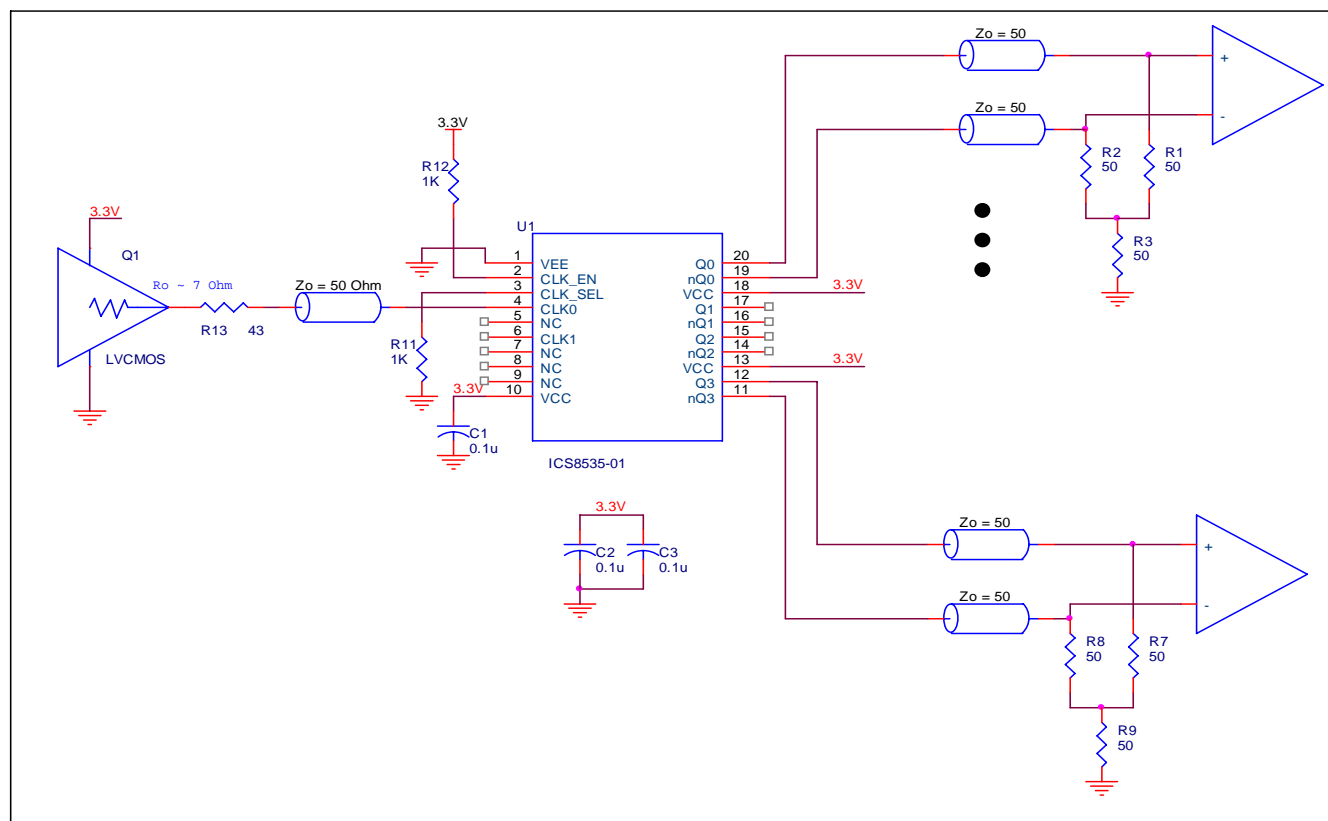 Zo = 50
+
-
Zo = 50
R2
50
R1
50
R3
50
3.3V
R12
1K
3.3V
Q1
Ro ~ 7 Ohm
R13 43
LVCMOS
Zo = 50 Ohm
R11
1K
U1
1 VEE
2 CLK_EN
3 CLK_SEL
4 CLK0
5 NC
6 CLK1
7 NC
8 NC
9 NC
10 VCC
Q0 20
nQ0 19
VCC 18
Q1 17
nQ1 16
Q2 15
nQ2 14
VCC 13
Q3 12
nQ3 11
3.3V
3.3V
3.3V
C1
0.1u
ICS8535-01
3.3V
C2
0.1u
C3
0.1u
Zo = 50
+
-
Zo = 50
R8
50
R7
50
R9
50